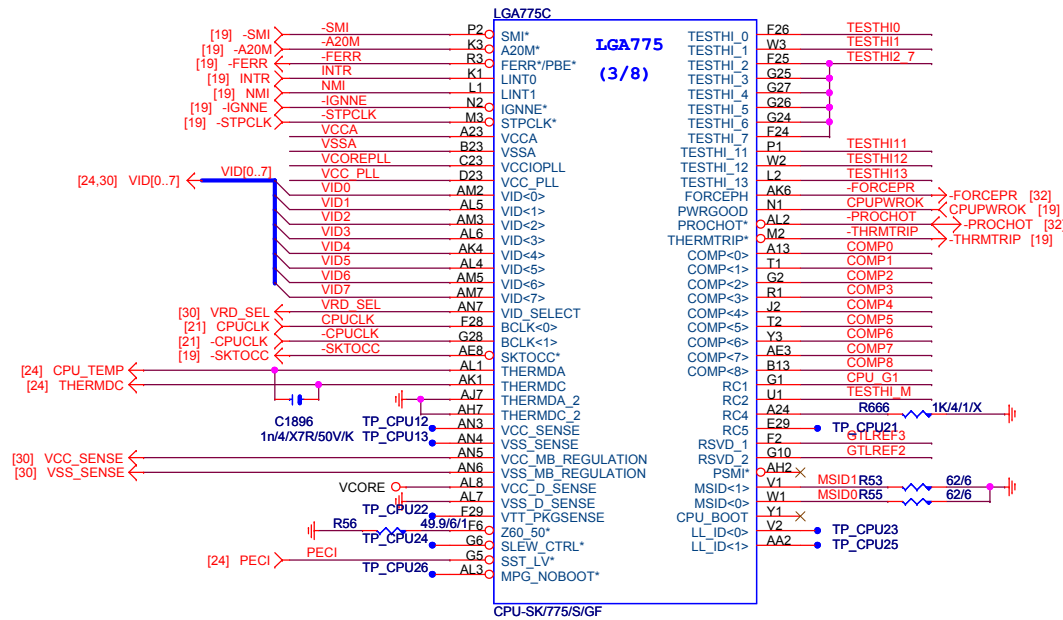 LGA775C
LGA775
(3/8)
[19] -SMI -SMI P2 SMI*
[19] -A20M -A20M K3 A20M*
[19] -FERR -FERR R3 FERR*/PBE*
[19] INTR INTR K1 LINT0
[19] NMI NMI L1 LINT1
[19] -IGNNE -IGNNE N2 IGNNE*
[19] -STPCLK -STPCLK M3 STPCLK*
VCCA A23 VCCA
VSSA B23 VSSA
VCOREPLL C23 VCCIOPLL
VCC_PLL D23 VCC_PLL
[24,30] VID[0..7] VID[0..7]
VID0 AM2 VID<0>
VID1 AL5 VID<1>
VID2 AM3 VID<2>
VID3 AL6 VID<3>
VID4 AK4 VID<4>
VID5 AL4 VID<5>
VID6 AM5 VID<6>
VID7 AM7 VID<7>
[30] VRD_SEL VRD_SEL AN7 VID_SELECT
[21] CPUCLK CPUCLK F28 BCLK<0>
[21] -CPUCLK -CPUCLK G28 BCLK<1>
[19] -SKTOCC -SKTOCC AE8 SKTOCC*
[24] CPU_TEMP AL1 THERMDA
[24] THERMDC AK1 THERMDC
AJ7 THERMDA_2
AH7 THERMDC_2
C1896
1n/4/X7R/50V/K
TP_CPU12 AN3 VCC_SENSE
TP_CPU13 AN4 VSS_SENSE
[30] VCC_SENSE AN5 VCC_MB_REGULATION
[30] VSS_SENSE AN6 VSS_MB_REGULATION
VCORE AL8 VCC_D_SENSE
AL7 VSS_D_SENSE
TP_CPU22 F29 VTT_PKGSENSE
R56 49.9/6/1 F6 Z60_50*
TP_CPU24 G6 SLEW_CTRL*
[24] PECI PECI G5 SST_LV*
TP_CPU26 AL3 MPG_NOBOOT*
TESTHI_0 F26 TESTHI0
TESTHI_1 W3 TESTHI1
TESTHI_2 F25 TESTHI2_7
TESTHI_3 G25
TESTHI_4 G27
TESTHI_5 G26
TESTHI_6 G24
TESTHI_7 F24
TESTHI_11 P1 TESTHI11
TESTHI_12 W2 TESTHI12
TESTHI_13 L2 TESTHI13
FORCEPH AK6 -FORCEPR -FORCEPR [32]
PWRGOOD N1 CPUPWROK CPUPWROK [19]
PROCHOT* AL2 -PROCHOT -PROCHOT [32]
THERMTRIP* M2 -THRMTRIP -THRMTRIP [19]
COMP<0> A13 COMP0
COMP<1> T1 COMP1
COMP<2> G2 COMP2
COMP<3> R1 COMP3
COMP<4> J2 COMP4
COMP<5> T2 COMP5
COMP<6> Y3 COMP6
COMP<7> AE3 COMP7
COMP<8> B13 COMP8
RC1 G1 CPU_G1
RC2 U1 TESTHI_M
RC4 A24 R666 1K/4/1/X
RC5 E29 TP_CPU21
RSVD_1 F2 GTLREF3
RSVD_2 G10 GTLREF2
PSMI* AH2
MSID<1> V1 MSID1 R53 62/6
MSID<0> W1 MSID0 R55 62/6
CPU_BOOT Y1
LL_ID<0> V2 TP_CPU23
LL_ID<1> AA2 TP_CPU25
CPU-SK/775/S/GF